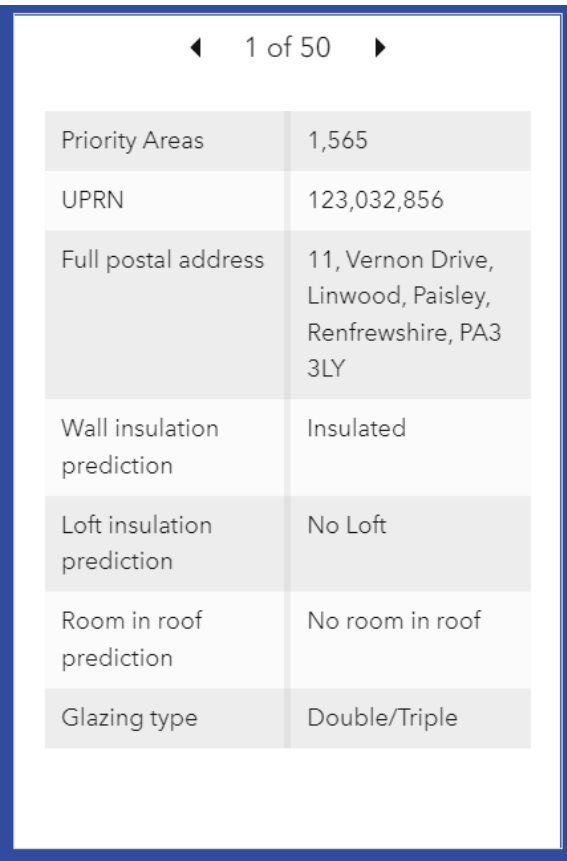 1 of 50
Priority Areas 1,565
UPRN 123,032,856
Full postal address 11, Vernon Drive,
Linwood, Paisley,
Renfrewshire, PA3
3LY
Wall insulation Insulated
prediction
Loft insulation No Loft
prediction
Room in roof No room in roof
prediction
Glazing type Double/Triple